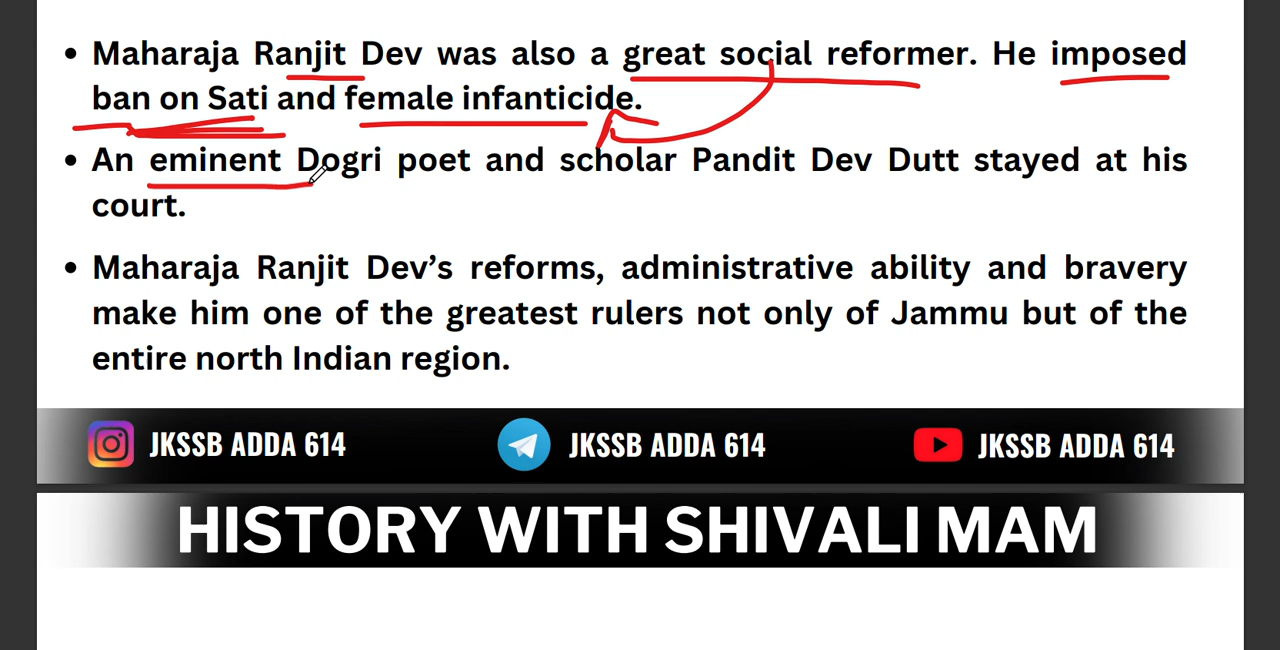 • Maharaja Ranjit Dev was also a great social reformer. He imposed
ban on Sati and female infanticide.
• An eminent Dogri poet and scholar Pandit Dev Dutt stayed at his
court.
• Maharaja Ranjit Dev’s reforms, administrative ability and bravery
make him one of the greatest rulers not only of Jammu but of the
entire north Indian region.
JKSSB ADDA 614
JKSSB ADDA 614
JKSSB ADDA 614
HISTORY WITH SHIVALI MAM